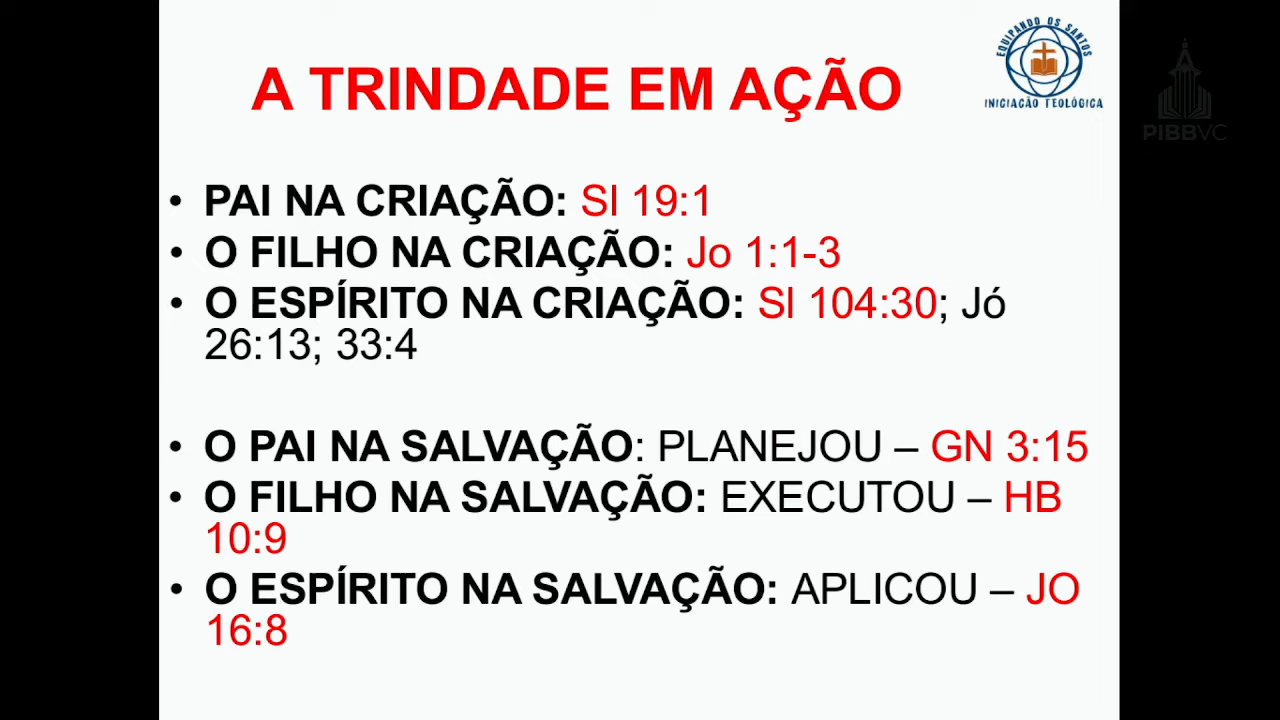 EQUIPANDO OS SANTOS
INICIAÇÃO TEOLÓGICA
PIBBVC
A TRINDADE EM AÇÃO
• PAI NA CRIAÇÃO: Sl 19:1
• O FILHO NA CRIAÇÃO: Jo 1:1-3
• O ESPÍRITO NA CRIAÇÃO: Sl 104:30; Jó
26:13; 33:4
• O PAI NA SALVAÇÃO: PLANEJOU – GN 3:15
• O FILHO NA SALVAÇÃO: EXECUTOU – HB
10:9
• O ESPÍRITO NA SALVAÇÃO: APLICOU – JO
16:8